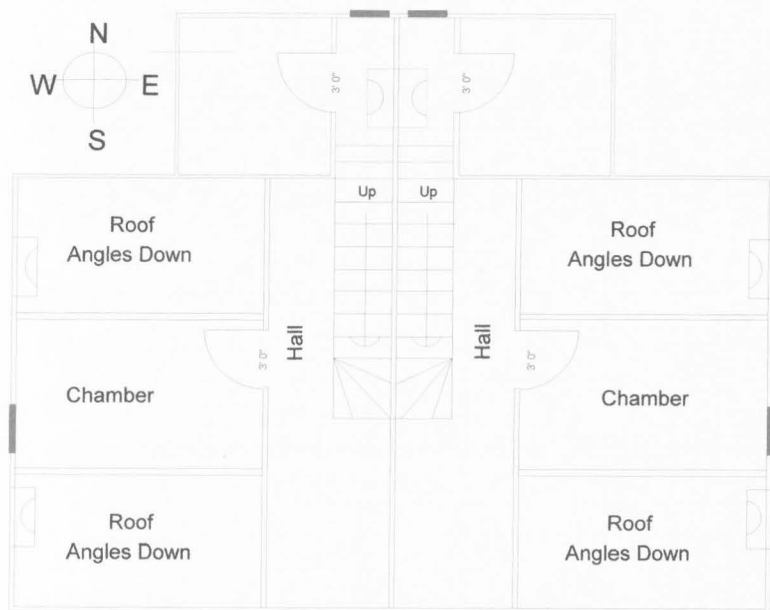 N
W E
S
3' 0"
3' 0"
Up
Up
Roof
Angles Down
Roof
Angles Down
Hall
Hall
3' 0"
3' 0"
Chamber
Chamber
Roof
Angles Down
Roof
Angles Down